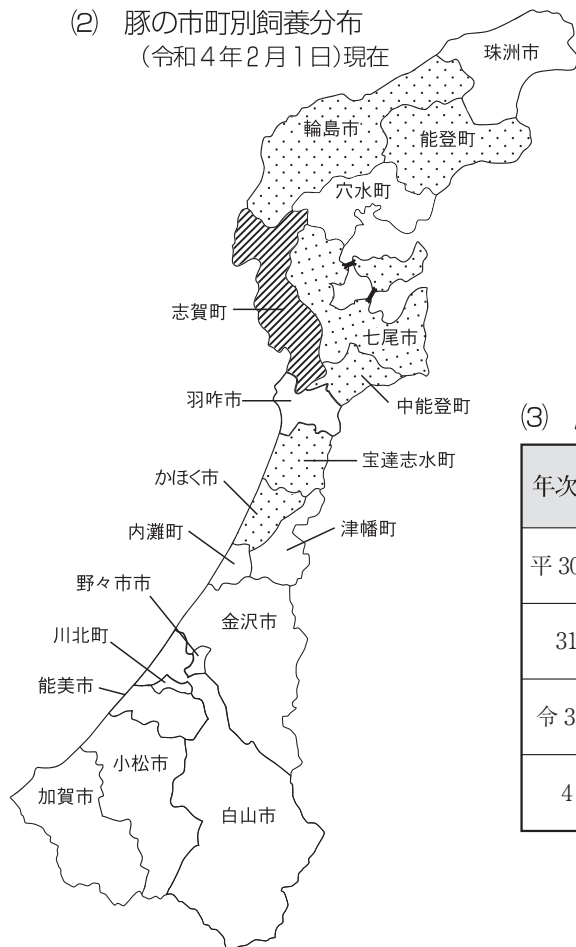 (2) 豚の市町別飼養分布
(令和4年2月1日)現在
珠洲市
輪島市
能登町
穴水町
志賀町
七尾市
羽咋市
中能登町
宝達志水町
かほく市
内灘町
津幡町
野々市市
金沢市
川北町
能美市
小松市
加賀市
白山市
(3)
年次
平 30
31
令 3
4